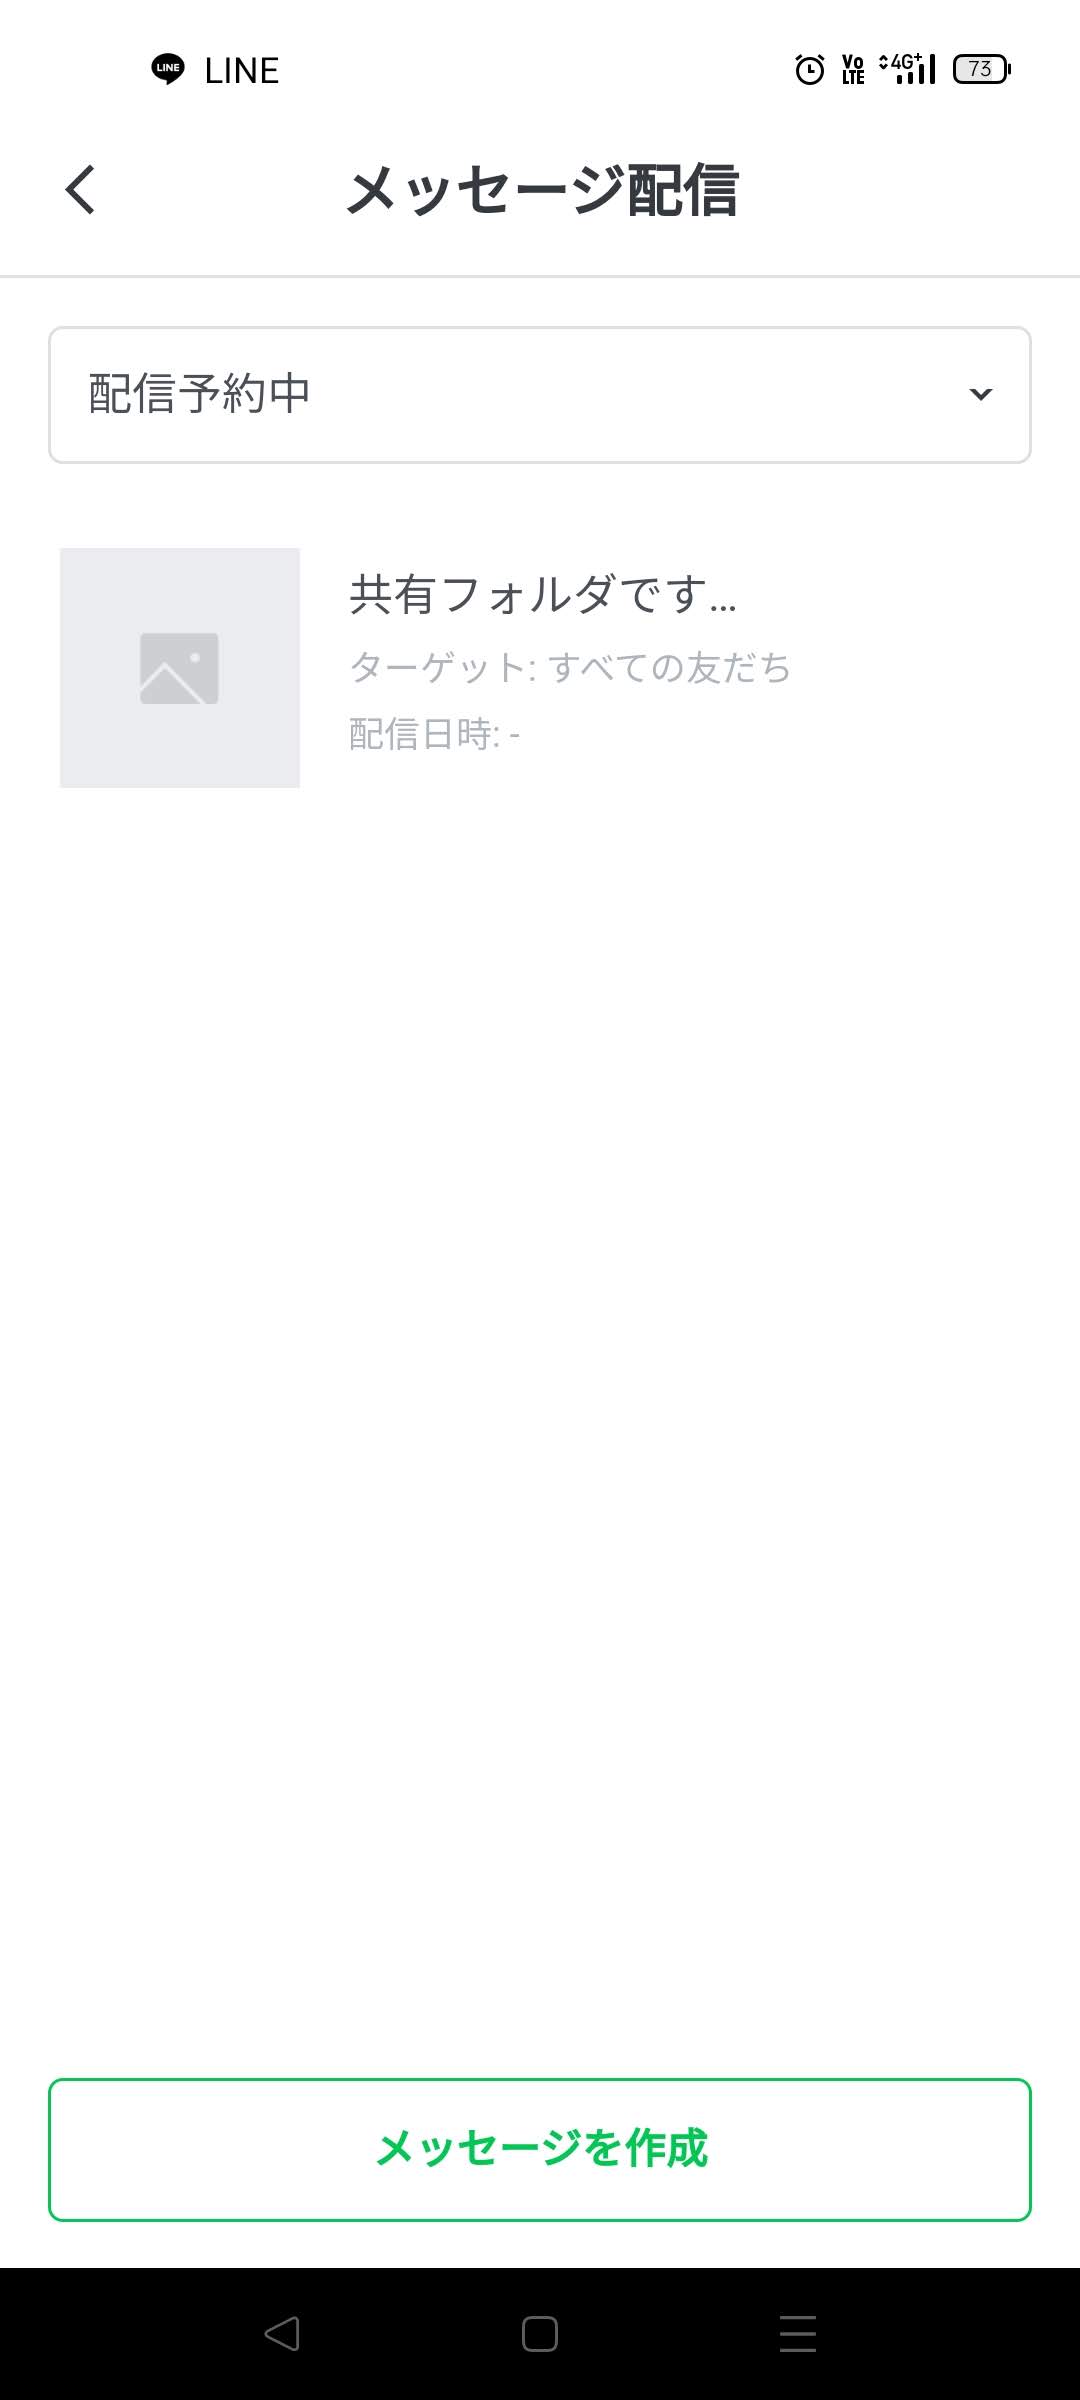 LINE
Vo LTE 4G+ 73
メッセージ配信
配信予約中
共有フォルダです...
ターゲット: すべての友だち
配信日時: -
メッセージを作成